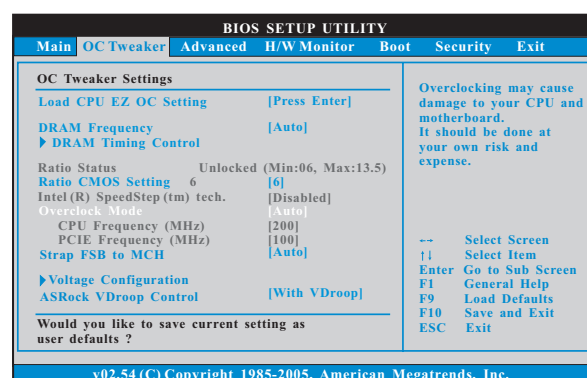 BIOS SETUP UTILITY
Main OC Tweaker Advanced H/W Monitor Boot Security Exit
OC Tweaker Settings
Load CPU EZ OC Setting [Press Enter]
DRAM Frequency [Auto]
DRAM Timing Control
Ratio Status Unlocked (Min:06, Max:13.5)
Ratio CMOS Setting 6 [6]
Intel(R) SpeedStep(tm) tech. [Disabled]
Overclock Mode [Auto]
CPU Frequency (MHz) [200]
PCIE Frequency (MHz) [100]
Strap FSB to MCH [Auto]
Voltage Configuration
ASRock VDroop Control [With VDroop]
Would you like to save current setting as
user defaults ?
Overclocking may cause
damage to your CPU and
motherboard.
It should be done at
your own risk and
expense.
←→ Select Screen
↑↓ Select Item
Enter Go to Sub Screen
F1 General Help
F9 Load Defaults
F10 Save and Exit
ESC Exit
v02.54 (C) Copyright 1985-2005, American Megatrends, Inc.